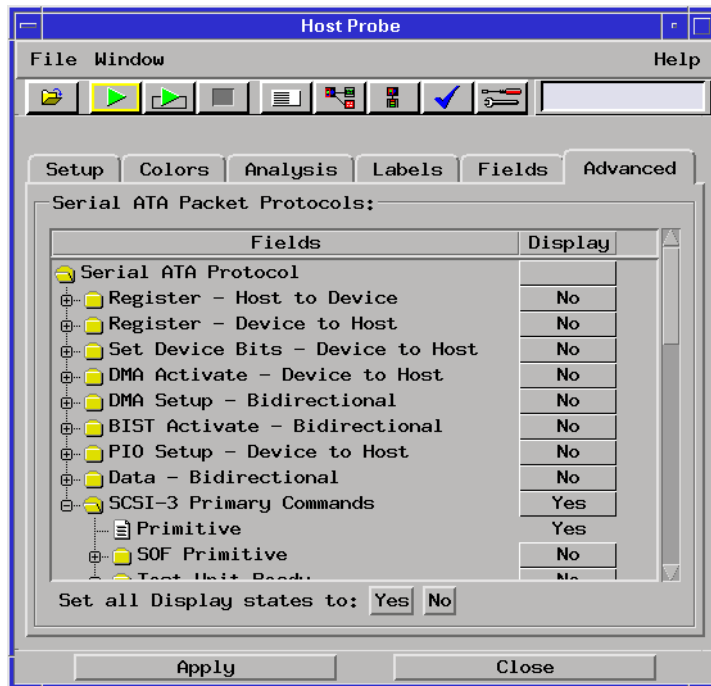 Host Probe
File Window Help
Setup Colors Analysis Labels Fields Advanced
Serial ATA Packet Protocols:
Fields Display
Serial ATA Protocol
Register - Host to Device No
Register - Device to Host No
Set Device Bits - Device to Host No
DMA Activate - Device to Host No
DMA Setup - Bidirectional No
BIST Activate - Bidirectional No
PIO Setup - Device to Host No
Data - Bidirectional No
SCSI-3 Primary Commands Yes
Primitive Yes
SOF Primitive No
Test Unit Ready No
Set all Display states to: Yes No
Apply Close